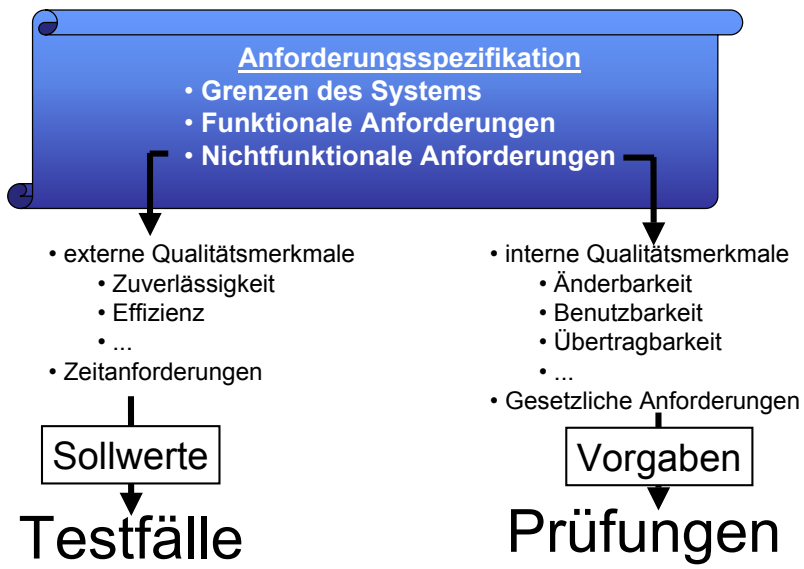 Anforderungsspezifikation
• Grenzen des Systems
• Funktionale Anforderungen
• Nichtfunktionale Anforderungen
• externe Qualitätsmerkmale
• Zuverlässigkeit
• Effizienz
• ...
• Zeitanforderungen
Sollwerte
Testfälle
• interne Qualitätsmerkmale
• Änderbarkeit
• Benutzbarkeit
• Übertragbarkeit
• ...
• Gesetzliche Anforderungen
Vorgaben
Prüfungen